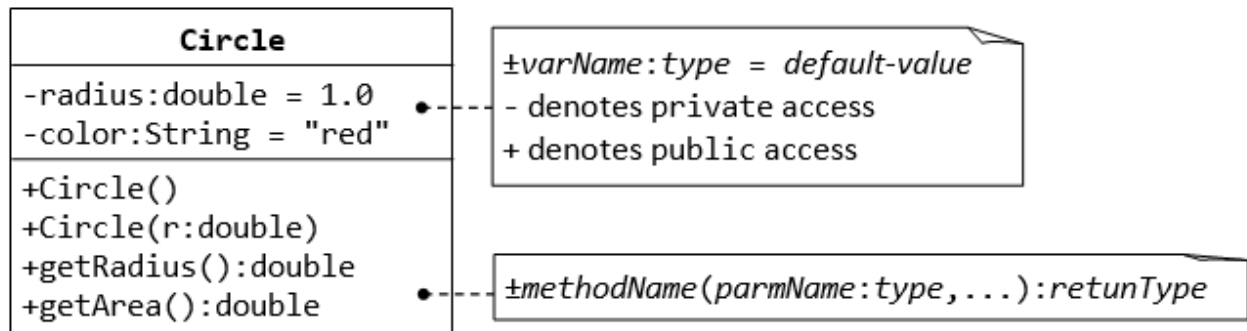 Circle
-radius:double = 1.0
-color:String = "red"
+Circle()
+Circle(r:double)
+getRadius():double
+getArea():double
±varName:type = default-value
- denotes private access
+ denotes public access
±methodName(parmName:type,...):retunType